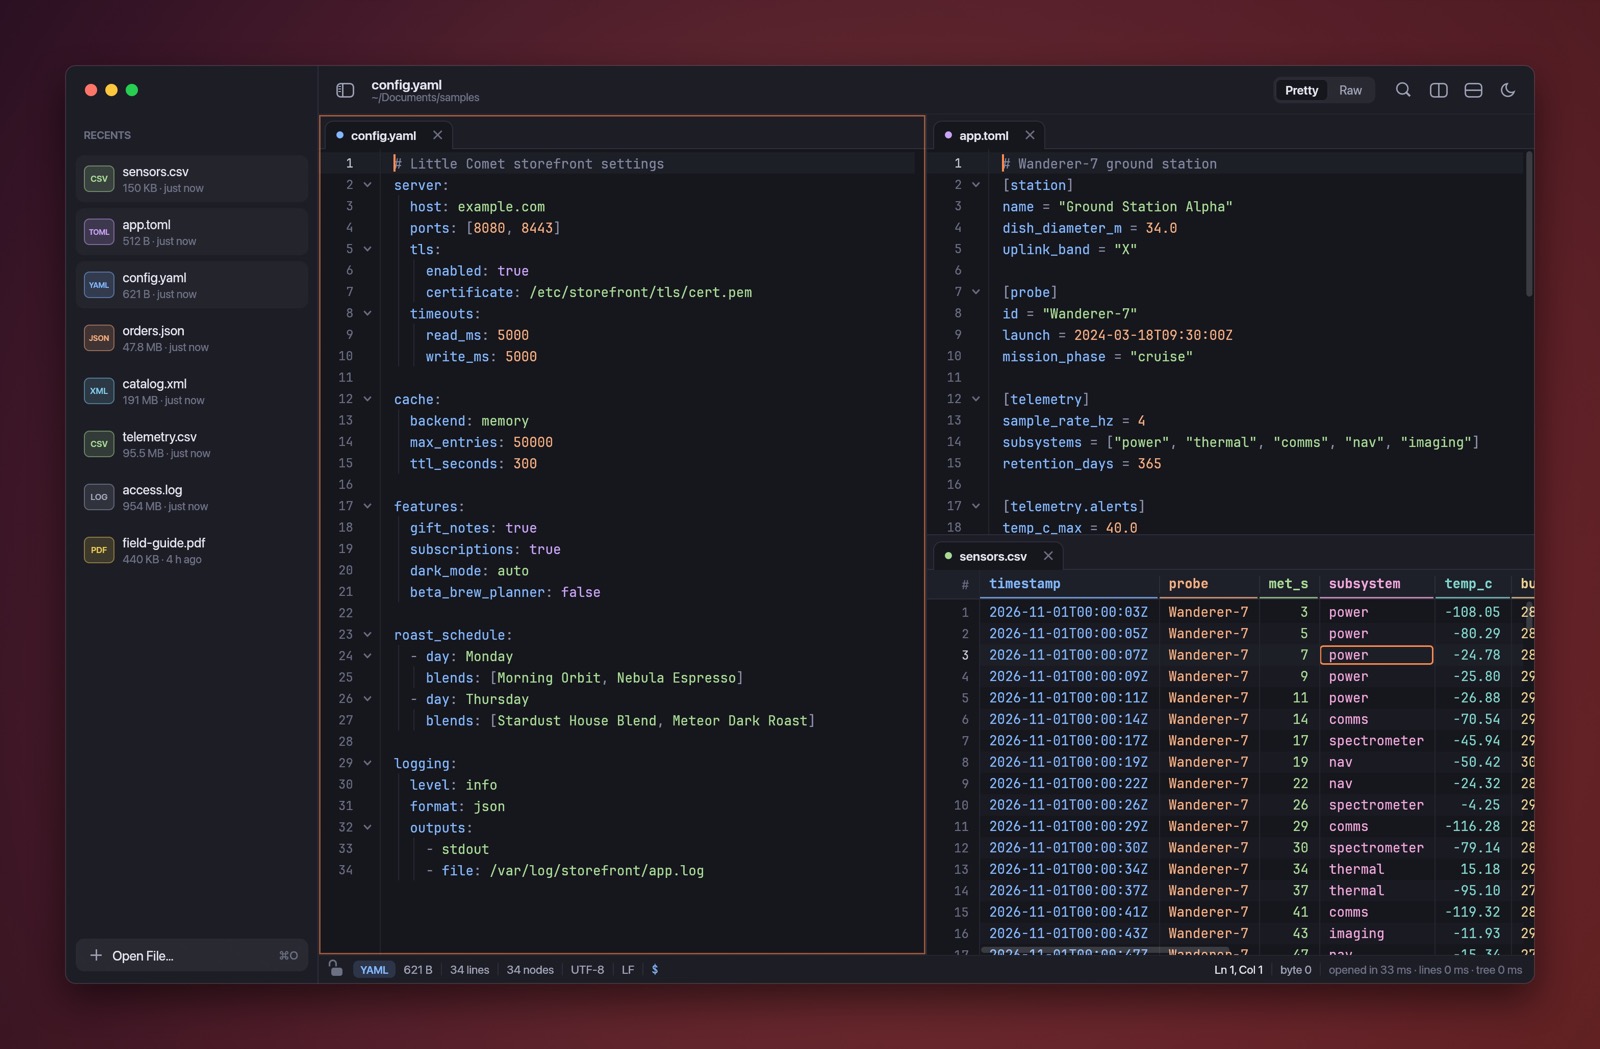 RECENTS
CSV
sensors.csv
150 KB · just now
TOML
app.toml
512 B · just now
YAML
config.yaml
621 B · just now
JSON
orders.json
47.8 MB · just now
XML
catalog.xml
191 MB · just now
CSV
telemetry.csv
95.5 MB · just now
LOG
access.log
954 MB · just now
PDF
field-guide.pdf
440 KB · 4 h ago
+ Open File... ⌘O
config.yaml
~/Documents/samples
Pretty Raw
config.yaml
1 # Little Comet storefront settings
2 server:
3 host: example.com
4 ports: [8080, 8443]
5 tls:
6 enabled: true
7 certificate: /etc/storefront/tls/cert.pem
8 timeouts:
9 read_ms: 5000
10 write_ms: 5000
11
12 cache:
13 backend: memory
14 max_entries: 50000
15 ttl_seconds: 300
16
17 features:
18 gift_notes: true
19 subscriptions: true
20 dark_mode: auto
21 beta_brew_planner: false
22
23 roast_schedule:
24 - day: Monday
25 blends: [Morning Orbit, Nebula Espresso]
26 - day: Thursday
27 blends: [Stardust House Blend, Meteor Dark Roast]
28
29 logging:
30 level: info
31 format: json
32 outputs:
33 - stdout
34 - file: /var/log/storefront/app.log
app.toml
1 # Wanderer-7 ground station
2 [station]
3 name = "Ground Station Alpha"
4 dish_diameter_m = 34.0
5 uplink_band = "X"
6
7 [probe]
8 id = "Wanderer-7"
9 launch = 2024-03-18T09:30:00Z
10 mission_phase = "cruise"
11
12 [telemetry]
13 sample_rate_hz = 4
14 subsystems = ["power", "thermal", "comms", "nav", "imaging"]
15 retention_days = 365
16
17 [telemetry.alerts]
18 temp_c_max = 40.0
sensors.csv
# timestamp probe met_s subsystem temp_c bu
1 2026-11-01T00:00:03Z Wanderer-7 3 power -108.05 28
2 2026-11-01T00:00:05Z Wanderer-7 5 power -80.29 28
3 2026-11-01T00:00:07Z Wanderer-7 7 power -24.78 28
4 2026-11-01T00:00:09Z Wanderer-7 9 power -25.80 29
5 2026-11-01T00:00:11Z Wanderer-7 11 power -26.88 29
6 2026-11-01T00:00:14Z Wanderer-7 14 comms -70.54 29
7 2026-11-01T00:00:17Z Wanderer-7 17 spectrometer -45.94 29
8 2026-11-01T00:00:19Z Wanderer-7 19 nav -50.42 30
9 2026-11-01T00:00:22Z Wanderer-7 22 nav -24.32 29
10 2026-11-01T00:00:26Z Wanderer-7 26 spectrometer -4.25 29
11 2026-11-01T00:00:29Z Wanderer-7 29 comms -116.28 28
12 2026-11-01T00:00:30Z Wanderer-7 30 spectrometer -79.14 28
13 2026-11-01T00:00:34Z Wanderer-7 34 thermal 15.18 29
14 2026-11-01T00:00:37Z Wanderer-7 37 thermal -95.10 27
15 2026-11-01T00:00:41Z Wanderer-7 41 comms -119.32 28
16 2026-11-01T00:00:43Z Wanderer-7 43 imaging -11.93 29
17 2026-11-01T00:00:47Z Wanderer-7 47 nav -15.34 29
YAML 621 B 34 lines 34 nodes UTF-8 LF $
Ln 1, Col 1 byte 0 opened in 33 ms · lines 0 ms · tree 0 ms